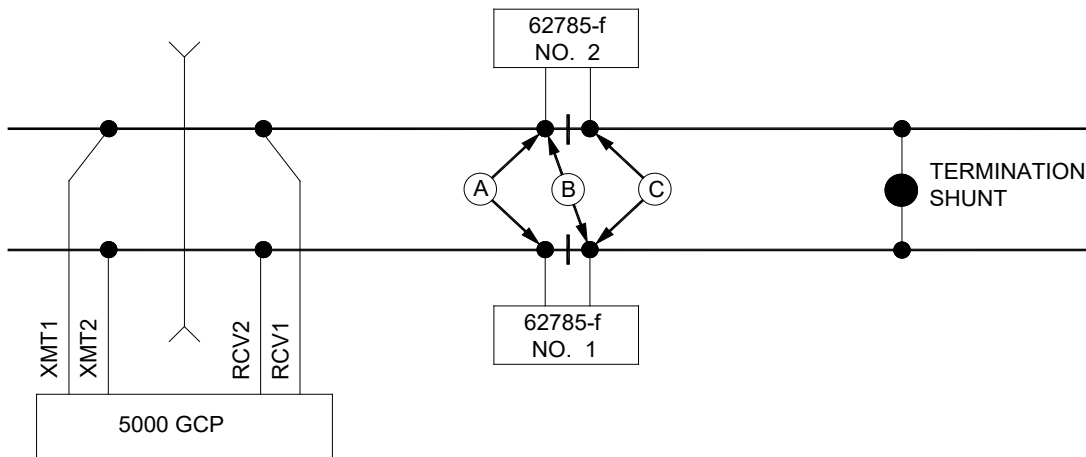 62785-f
NO. 2
A
B
C
TERMINATION
SHUNT
XMT1
XMT2
RCV2
RCV1
62785-f
NO. 1
5000 GCP